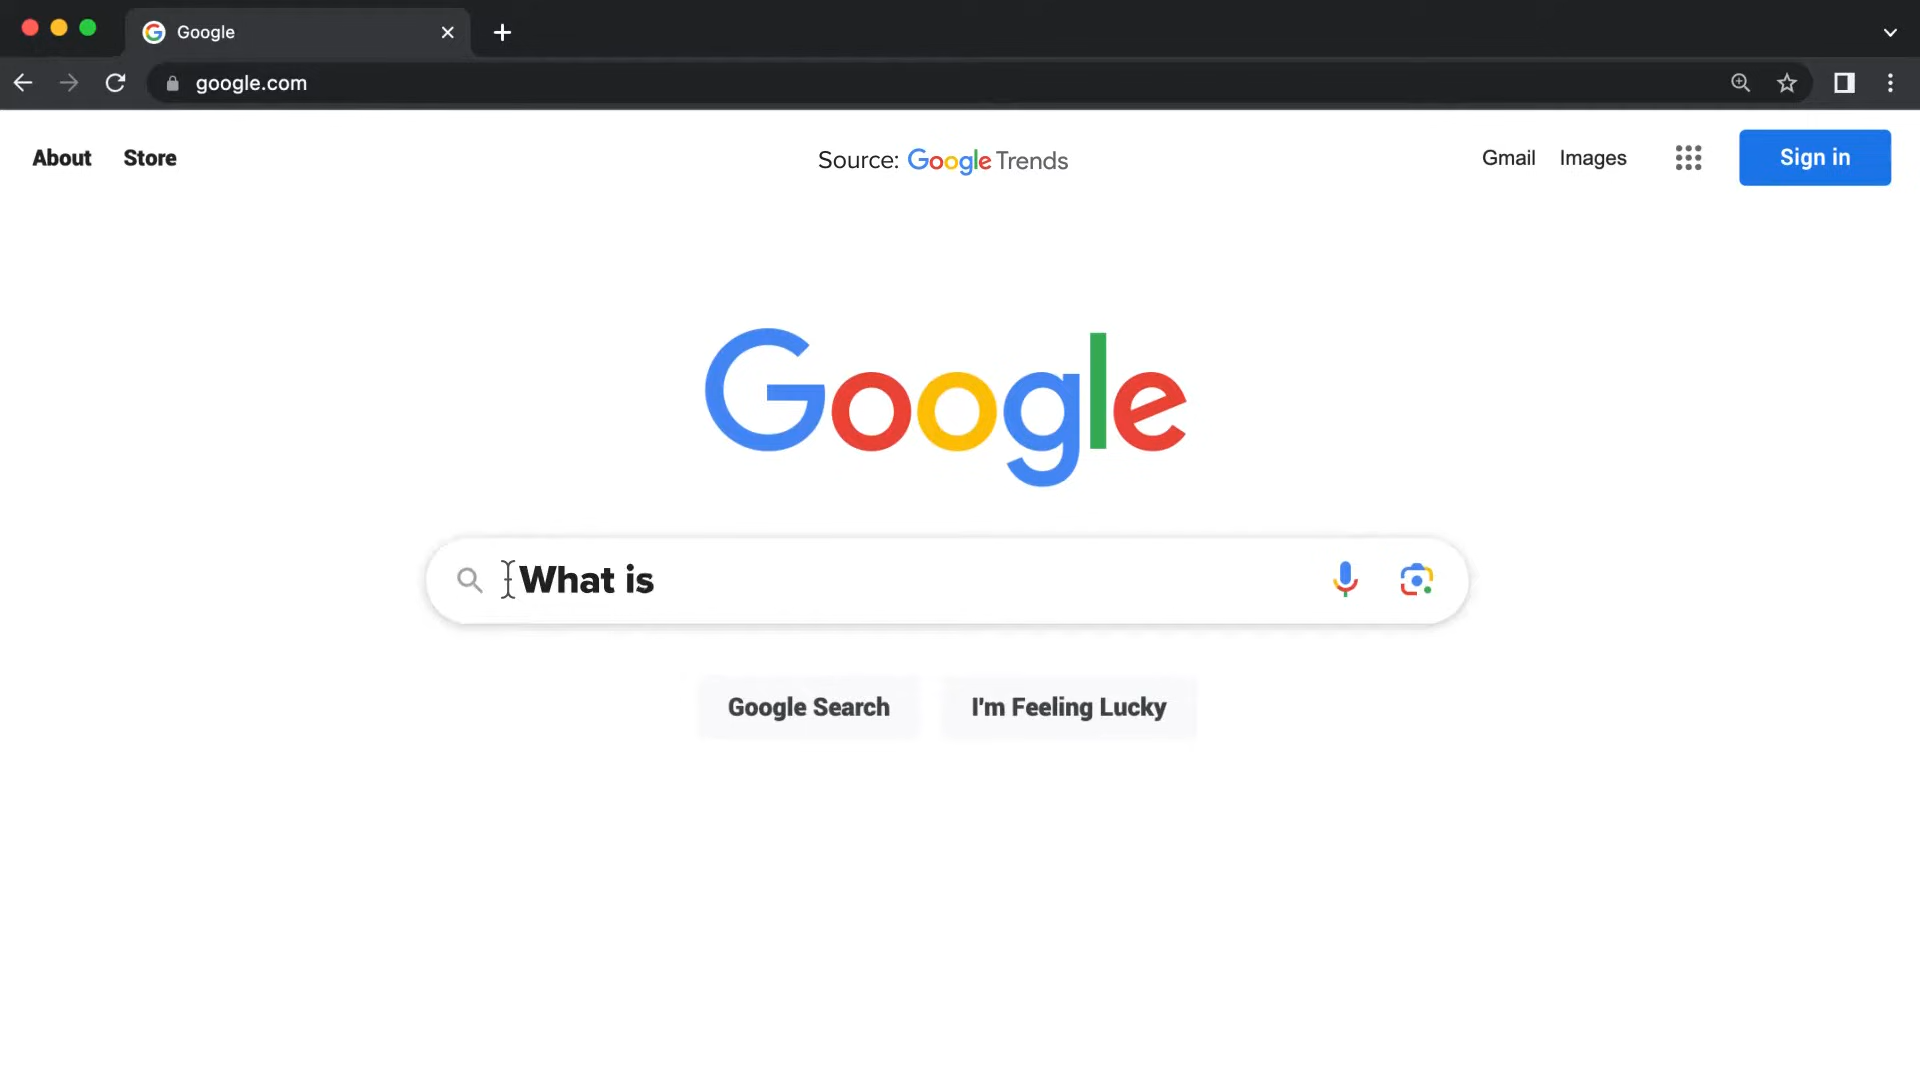 Google
google.com
About Store
Source: Google Trends
Gmail Images
Sign in
Google
What is
Google Search
I'm Feeling Lucky